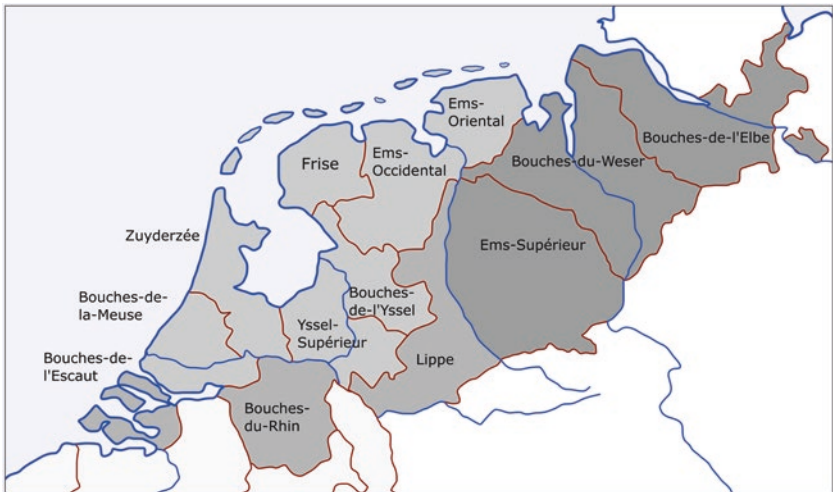 Ems-
Oriental
Bouches-de-l'Elbe
Frise
Ems-
Occidental
Bouches-du-Weser
Zuyderzée
Ems-Supérieur
Bouches-de-
la-Meuse
Bouches-
de-l'Yssel
Yssel-
Supérieur
Bouches-de-
l'Escaut
Lippe
Bouches-
du-Rhin